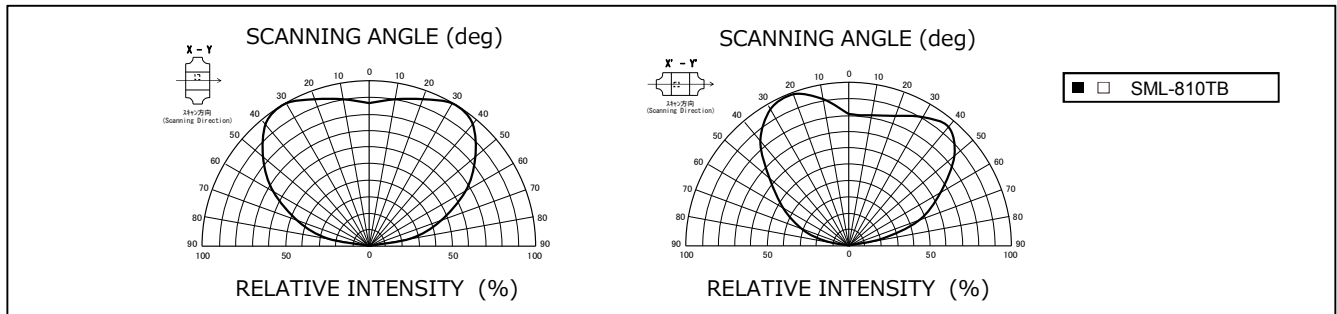 SCANNING ANGLE (deg)
X - Y
スキャン方向
(Scanning Direction)
90 80 70 60 50 40 30 20 10 0 10 20 30 40 50 60 70 80 90
100 50 0 50 100
RELATIVE INTENSITY (%)
SCANNING ANGLE (deg)
X' - Y'
スキャン方向
(Scanning Direction)
90 80 70 60 50 40 30 20 10 0 10 20 30 40 50 60 70 80 90
100 50 0 50 100
RELATIVE INTENSITY (%)
■ □ SML-810TB